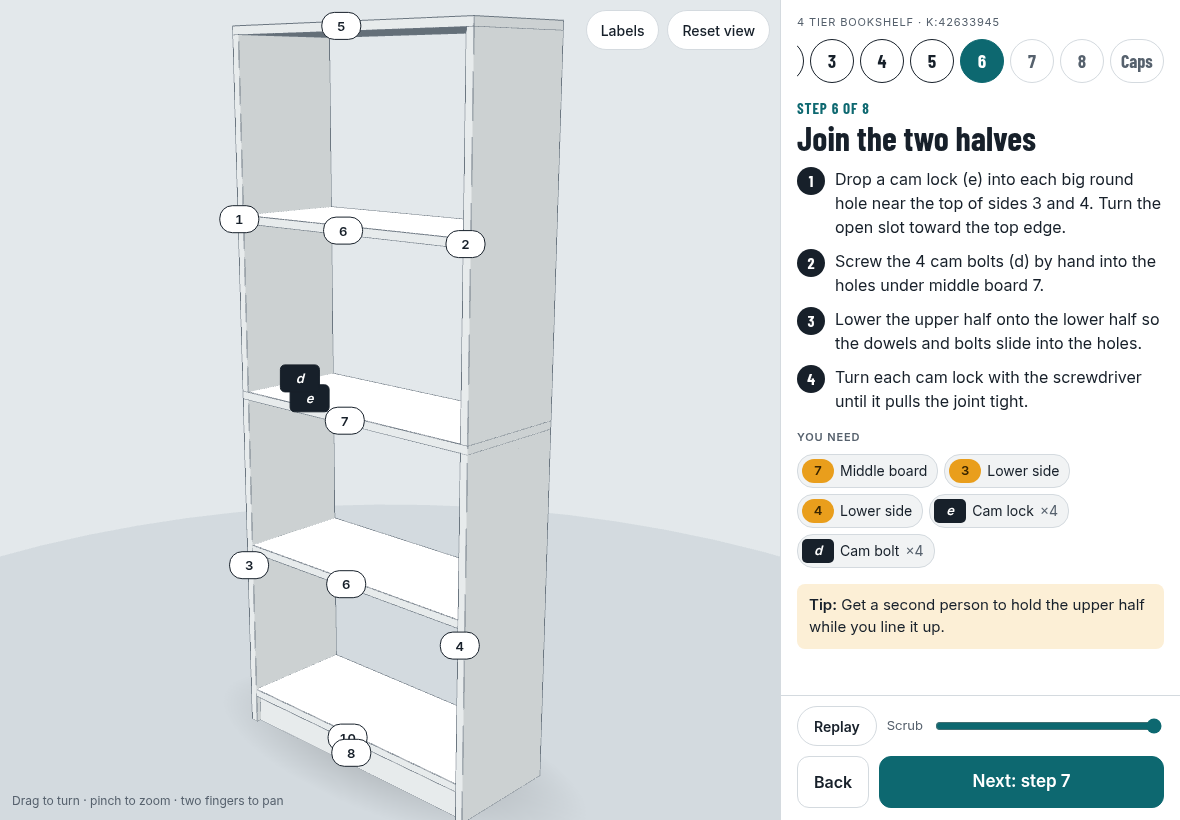 5
Labels
Reset view
1
6
2
d
e
7
3
6
4
10
8
Drag to turn · pinch to zoom · two fingers to pan
4 TIER BOOKSHELF · K:42633945
3
4
5
6
7
8
Caps
STEP 6 OF 8
Join the two halves
1
Drop a cam lock (e) into each big round
hole near the top of sides 3 and 4. Turn the
open slot toward the top edge.
2
Screw the 4 cam bolts (d) by hand into the
holes under middle board 7.
3
Lower the upper half onto the lower half so
the dowels and bolts slide into the holes.
4
Turn each cam lock with the screwdriver
until it pulls the joint tight.
YOU NEED
7 Middle board
3 Lower side
4 Lower side
e Cam lock ×4
d Cam bolt ×4
Tip: Get a second person to hold the upper half
while you line it up.
Replay
Scrub
Back
Next: step 7